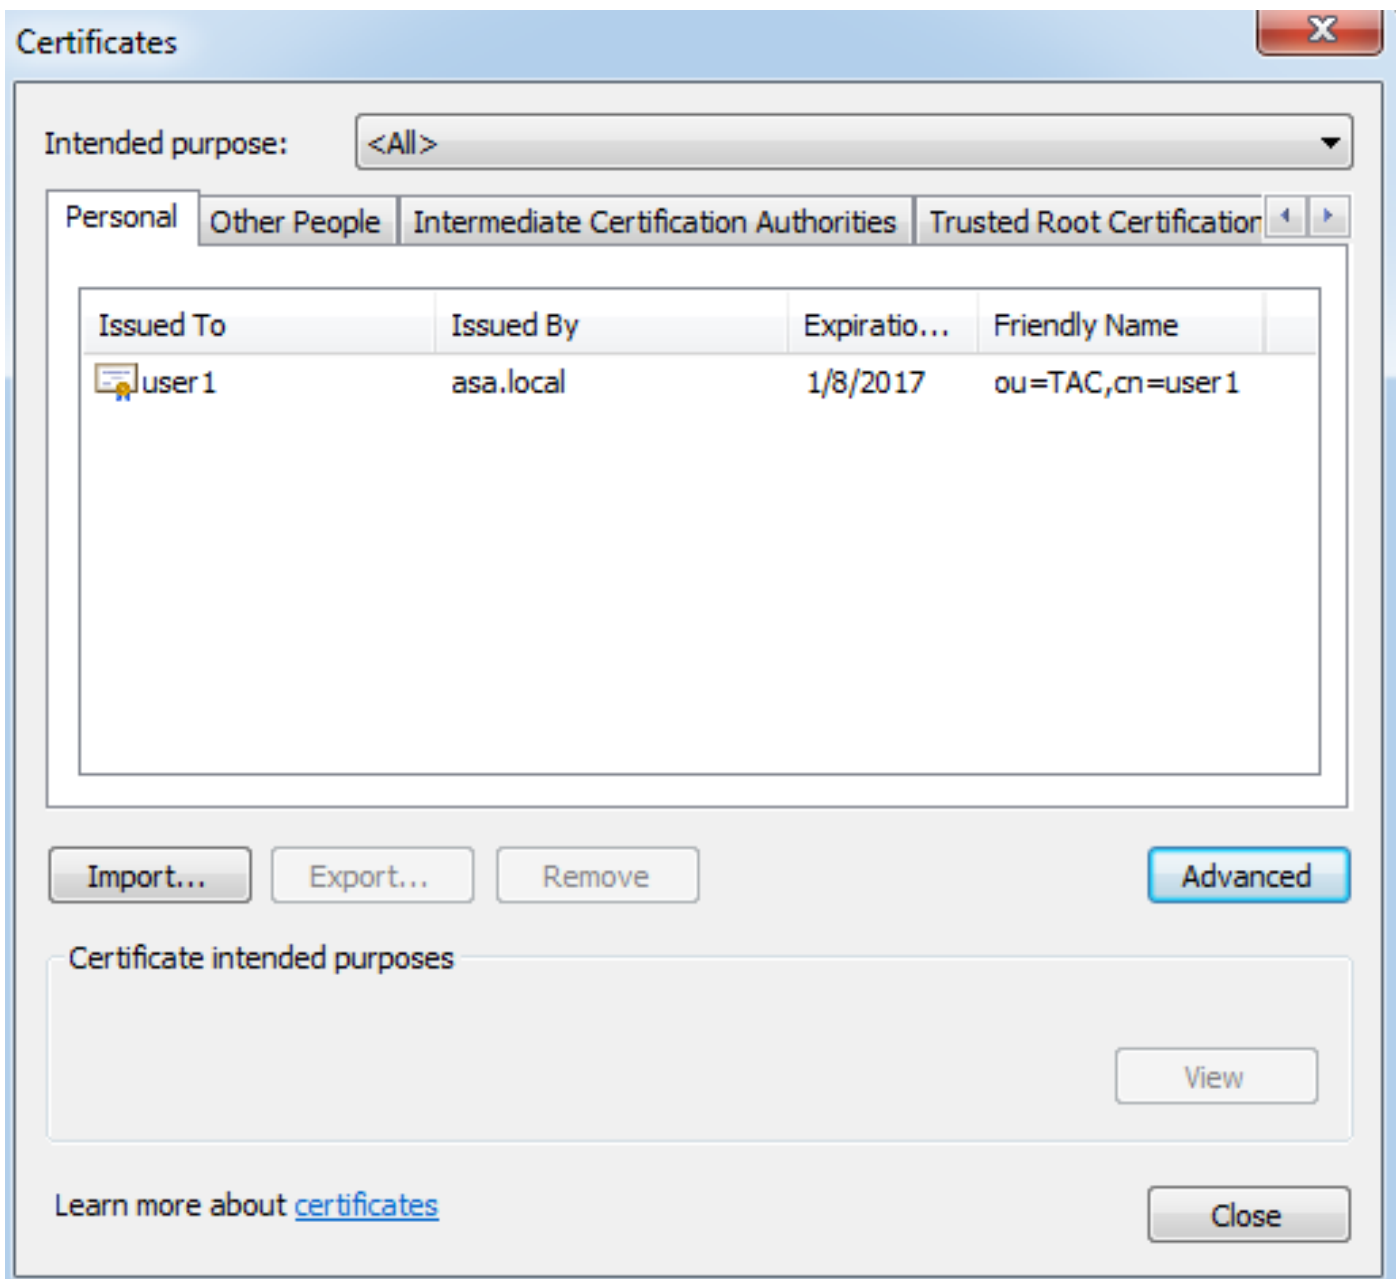 Certificates
Intended purpose: <All>
Personal Other People Intermediate Certification Authorities Trusted Root Certification
Issued To Issued By Expiratio... Friendly Name
user1 asa.local 1/8/2017 ou=TAC,cn=user1
Import... Export... Remove Advanced
Certificate intended purposes
View
Learn more about certificates
Close